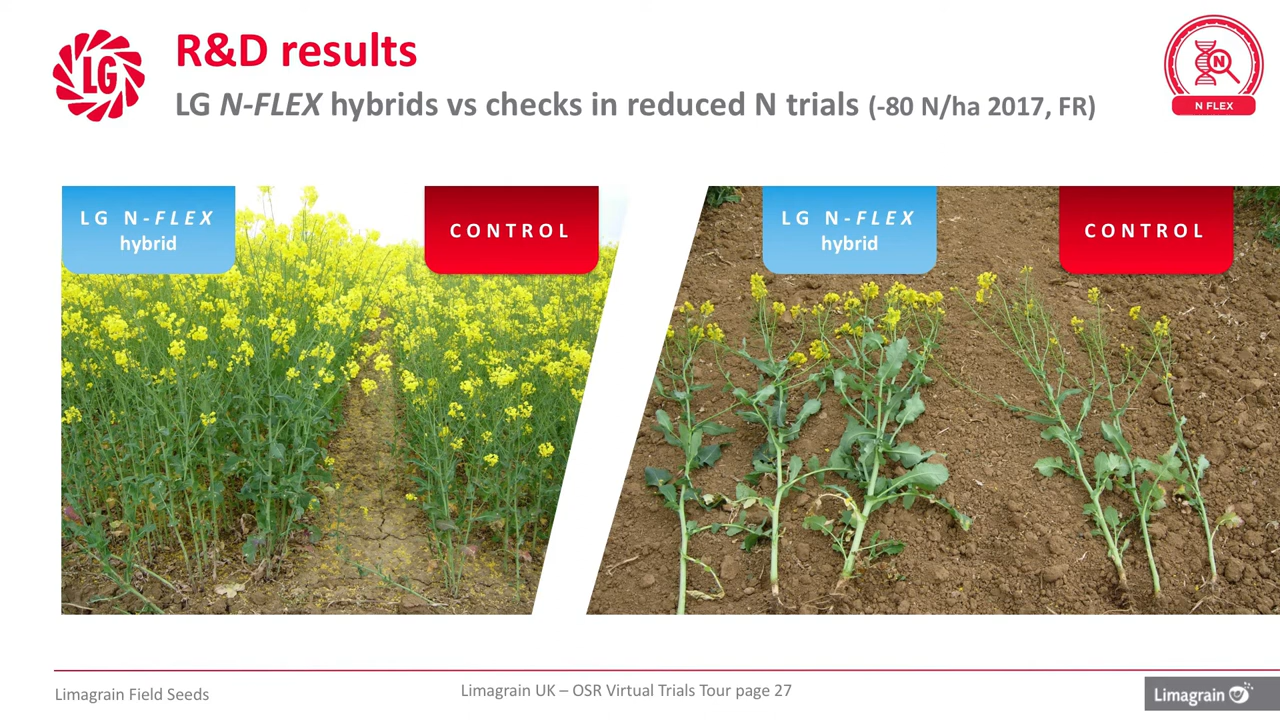 LG
R&D results
LG N-FLEX hybrids vs checks in reduced N trials (-80 N/ha 2017, FR)
N
N FLEX
LG N-FLEX
hybrid
CONTROL
LG N-FLEX
hybrid
CONTROL
Limagrain Field Seeds
Limagrain UK – OSR Virtual Trials Tour page 27
Limagrain